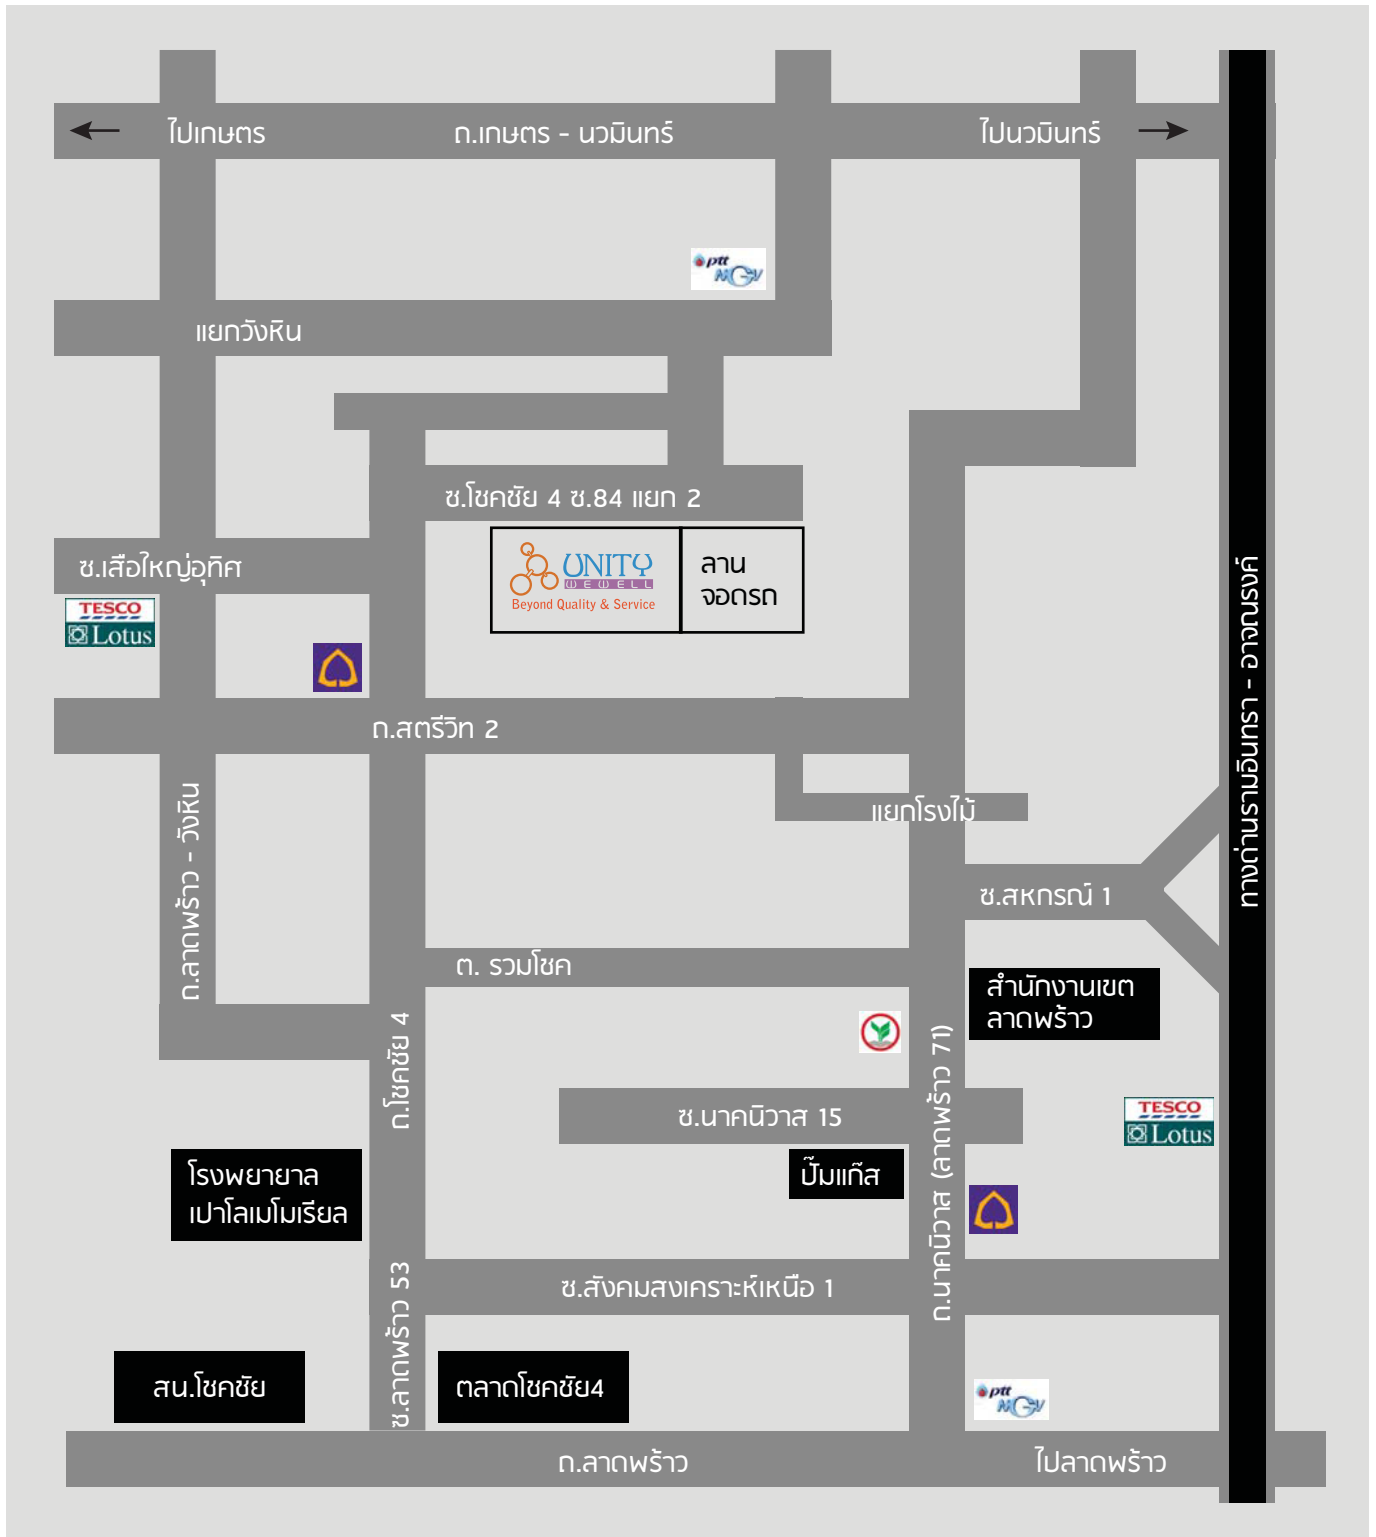 ไปเกษตร
ถ.เกษตร - นวมินทร์
ไปนวมินทร์
ptt
NGV
แยกวังหิน
ซ.โชคชัย 4 ซ.84 แยก 2
UNITY
WEWELL
Beyond Quality & Service
ลาน
จอดรถ
ซ.เสือใหญ่อุทิศ
TESCO
Lotus
ถ.สตรีวิท 2
ทางด่วนรามอินทรา - อาจณรงค์
ถ.ลาดพร้าว - วังหิน
แยกโรงไม้
ซ.สหกรณ์ 1
ต. รวมโชค
สำนักงานเขต
ลาดพร้าว
ถ.โชคชัย 4
ถ.นาคนิวาส (ลาดพร้าว 71)
ซ.นาคนิวาส 15
TESCO
Lotus
โรงพยายาล
เปาโลเมโมเรียล
ปั๊มแก๊ส
ซ.สังคมสงเคราะห์เหนือ 1
ซ.ลาดพร้าว 53
สน.โชคชัย
ตลาดโชคชัย4
ptt
NGV
ถ.ลาดพร้าว
ไปลาดพร้าว